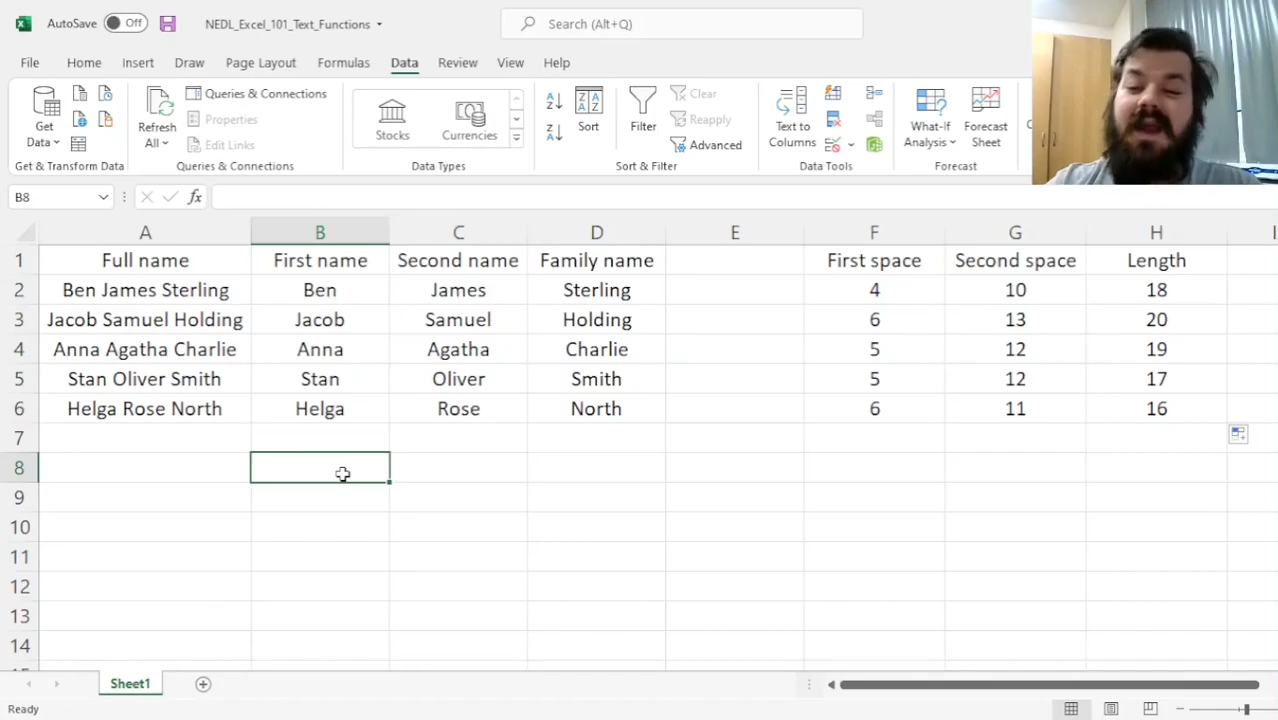 AutoSave Off NEDL_Excel_101_Text_Functions Search (Alt+Q)
File Home Insert Draw Page Layout Formulas Data Review View Help
Get Data
Refresh All
Queries & Connections
Properties
Edit Links
Stocks
Currencies
Sort
Filter
Clear
Reapply
Advanced
Text to Columns
What-If Analysis
Forecast Sheet
Get & Transform Data Queries & Connections Data Types Sort & Filter Data Tools Forecast
B8 fx
A B C D E F G H I
1 Full name First name Second name Family name First space Second space Length
2 Ben James Sterling Ben James Sterling 4 10 18
3 Jacob Samuel Holding Jacob Samuel Holding 6 13 20
4 Anna Agatha Charlie Anna Agatha Charlie 5 12 19
5 Stan Oliver Smith Stan Oliver Smith 5 12 17
6 Helga Rose North Helga Rose North 6 11 16
7
8
9
10
11
12
13
14
Sheet1
Ready